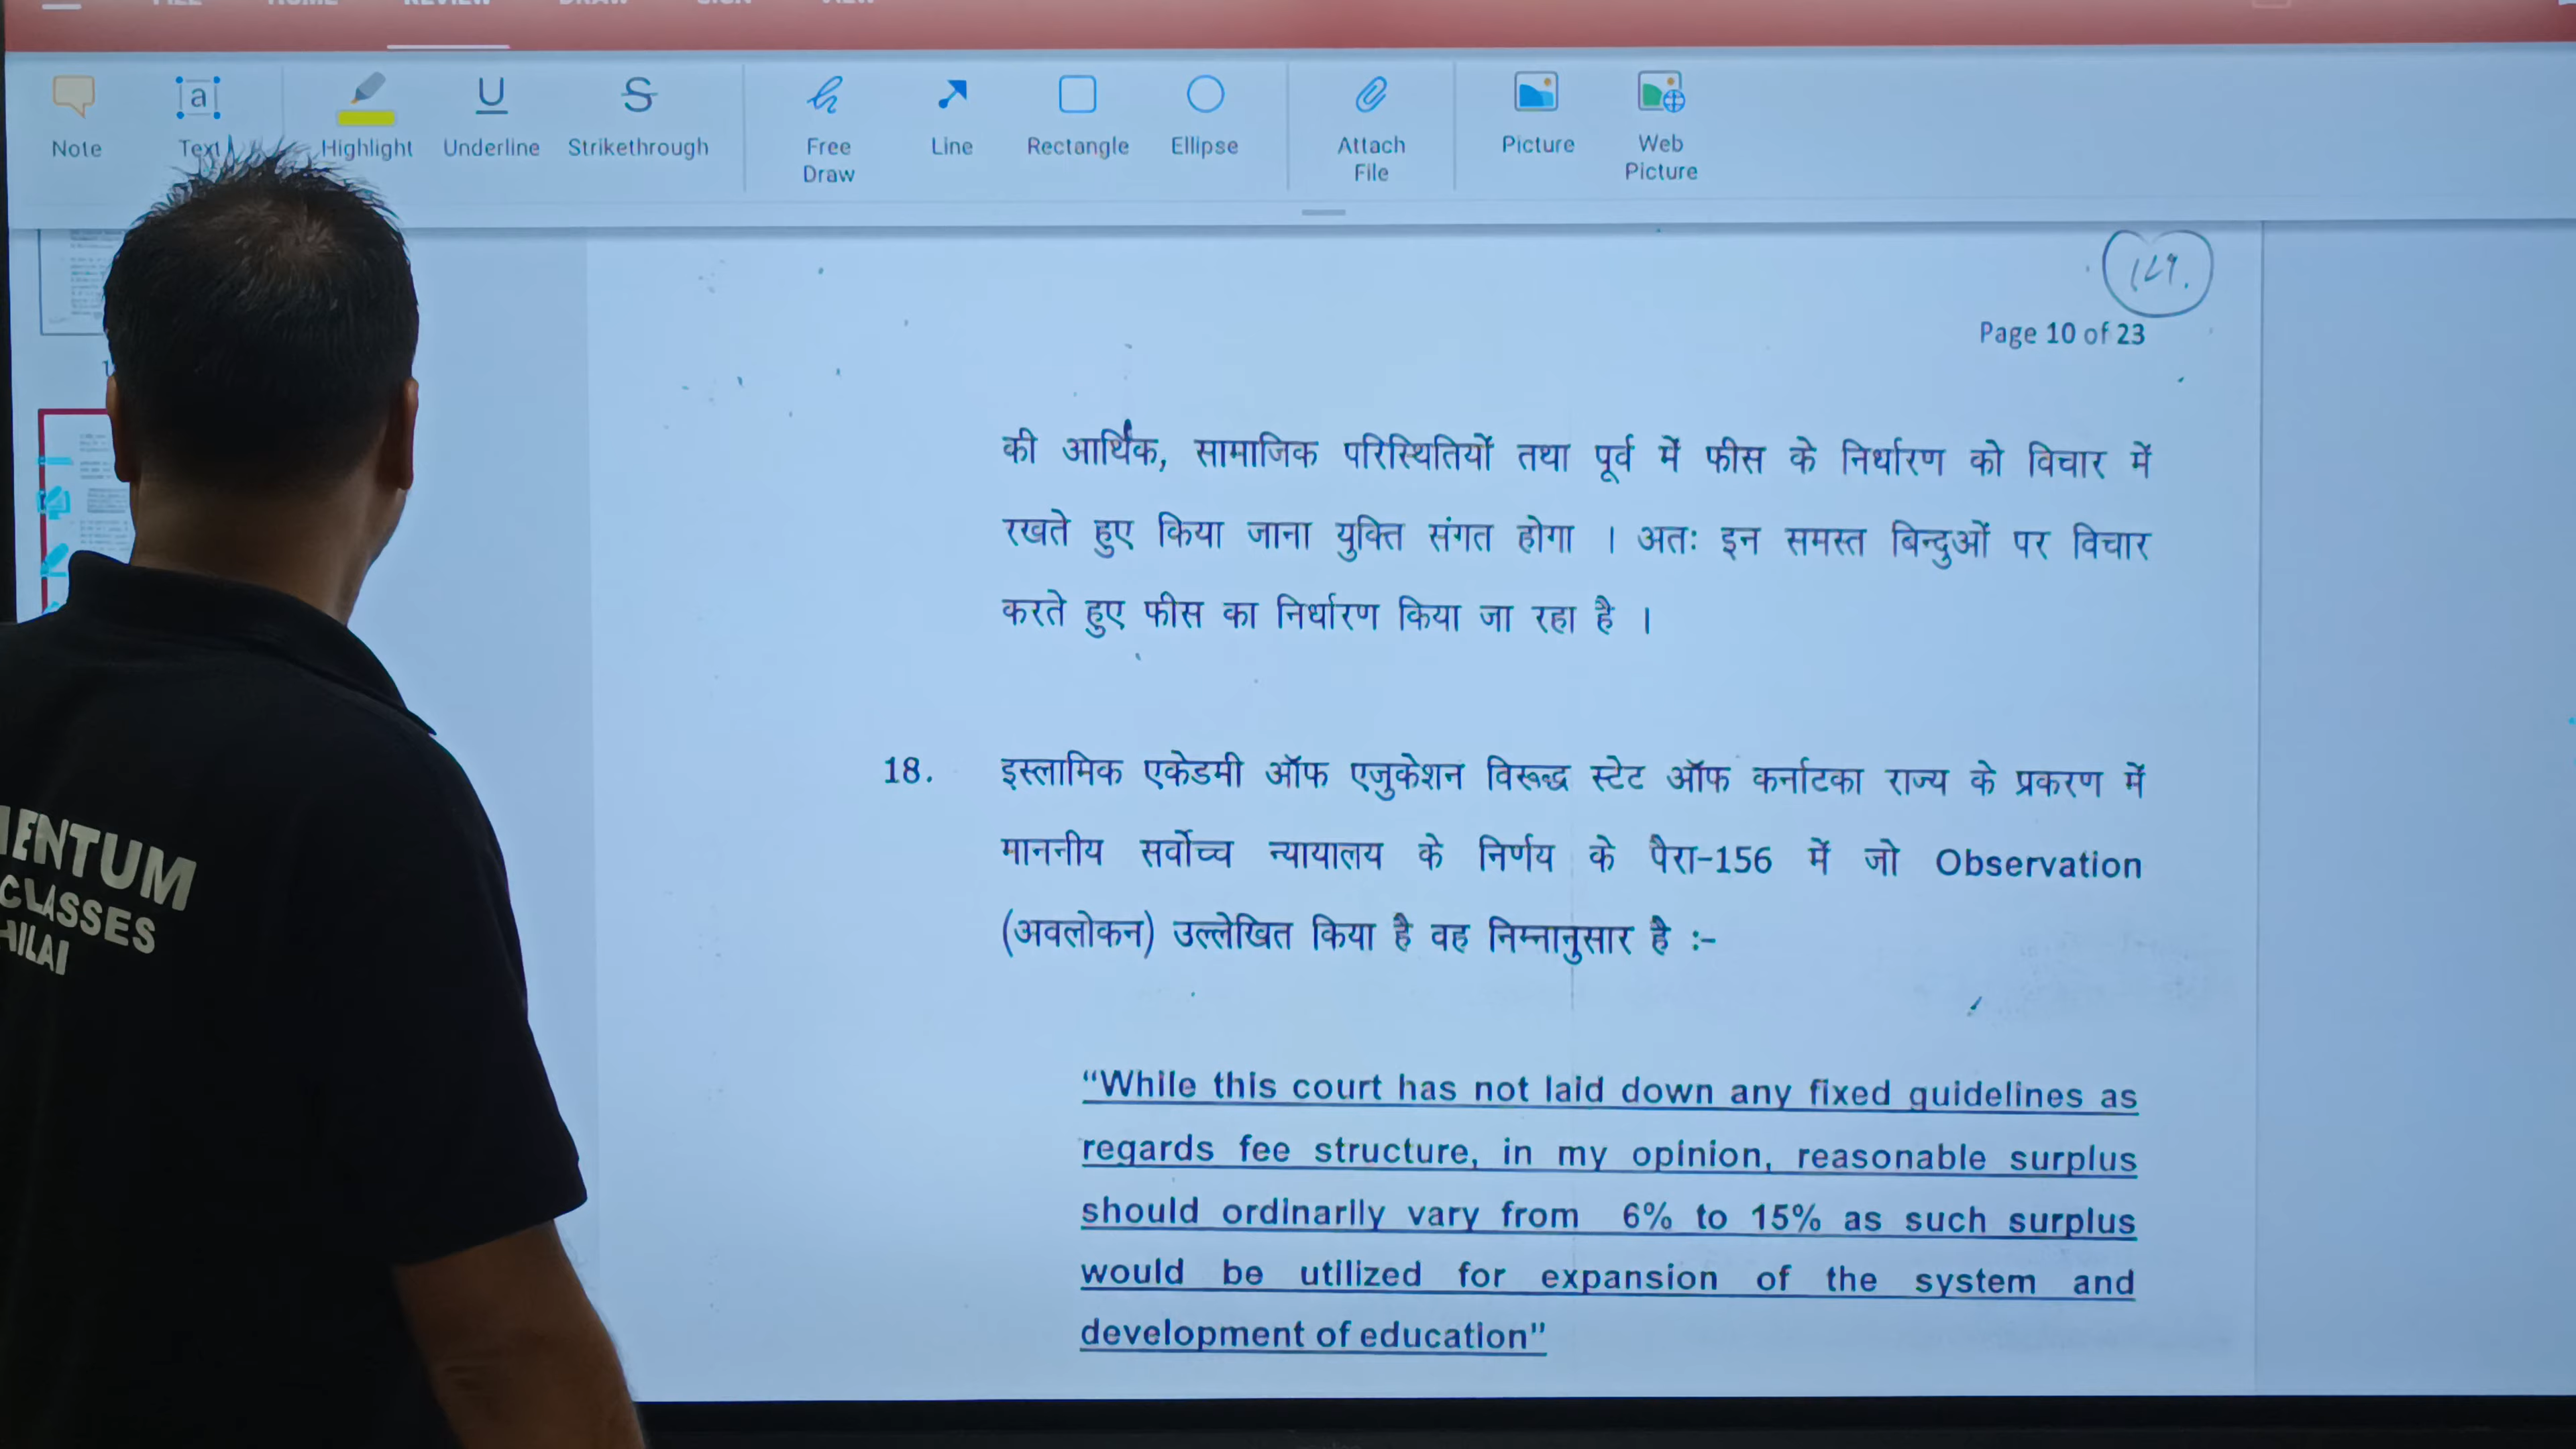 REVIEW
Note
Text
Highlight
Underline
Strikethrough
Free
Draw
Line
Rectangle
Ellipse
Attach
File
Picture
Web
Picture
Page 10 of 23
की आर्थिक, सामाजिक परिस्थितियों तथा पूर्व में फीस के निर्धारण को विचार में
रखते हुए किया जाना युक्ति संगत होगा । अतः इन समस्त बिन्दुओं पर विचार
करते हुए फीस का निर्धारण किया जा रहा है ।
18. इस्लामिक एकेडमी ऑफ एजुकेशन विरूद्ध स्टेट ऑफ कर्नाटका राज्य के प्रकरण में
माननीय सर्वोच्च न्यायालय के निर्णय के पैरा-156 में जो Observation
(अवलोकन) उल्लेखित किया है वह निम्नानुसार है :-
“While this court has not laid down any fixed guidelines as
regards fee structure, in my opinion, reasonable surplus
should ordinarily vary from 6% to 15% as such surplus
would be utilized for expansion of the system and
development of education”
ENTUM
CLASSES
HILAI